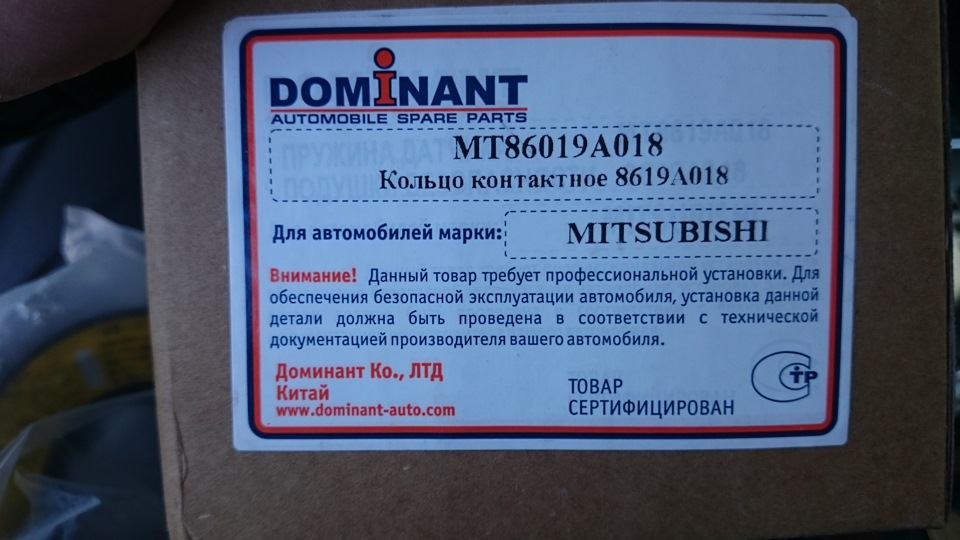 DOMiNANT
AUTOMOBILE SPARE PARTS
MT86019A018
Кольцо контактное 8619A018
Для автомобилей марки: MITSUBISHI
Внимание! Данный товар требует профессиональной установки. Для
обеспечения безопасной эксплуатации автомобиля, установка данной
детали должна быть проведена в соответствии с технической
документацией производителя вашего автомобиля.
Доминант Ко., ЛТД
Китай
www.dominant-auto.com
ТОВАР
СЕРТИФИЦИРОВАН
СТР